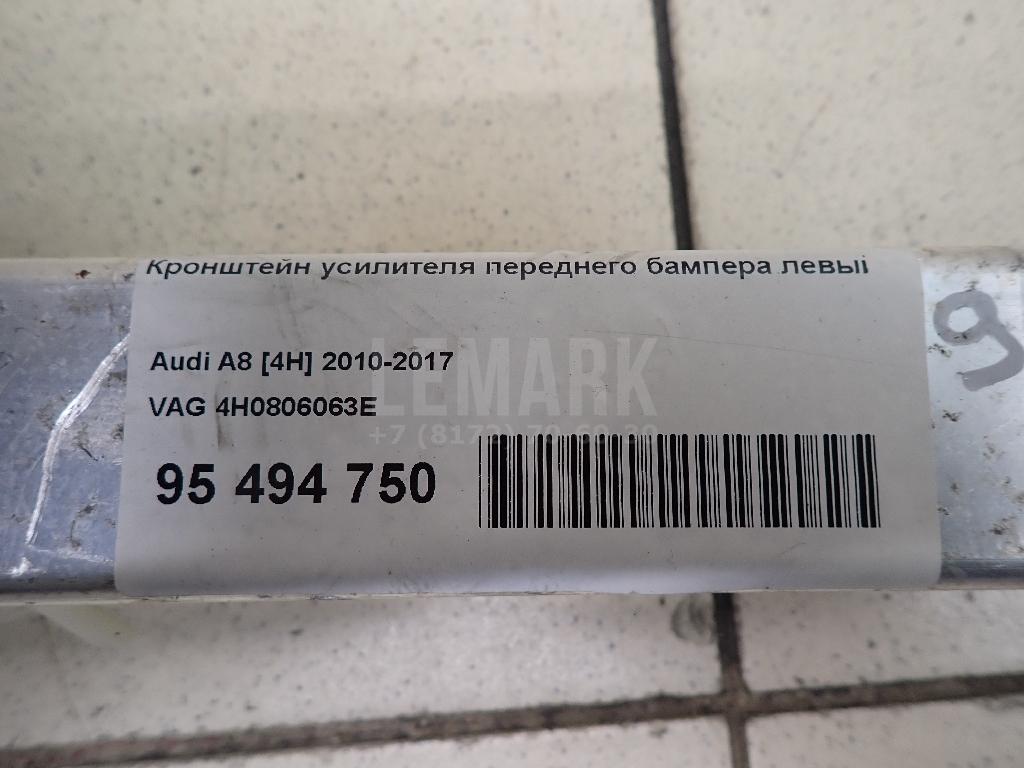 Кронштейн усилителя переднего бампера левый
Audi A8 [4H] 2010-2017
VAG 4H0806063E
95 494 750
LEMARK
9